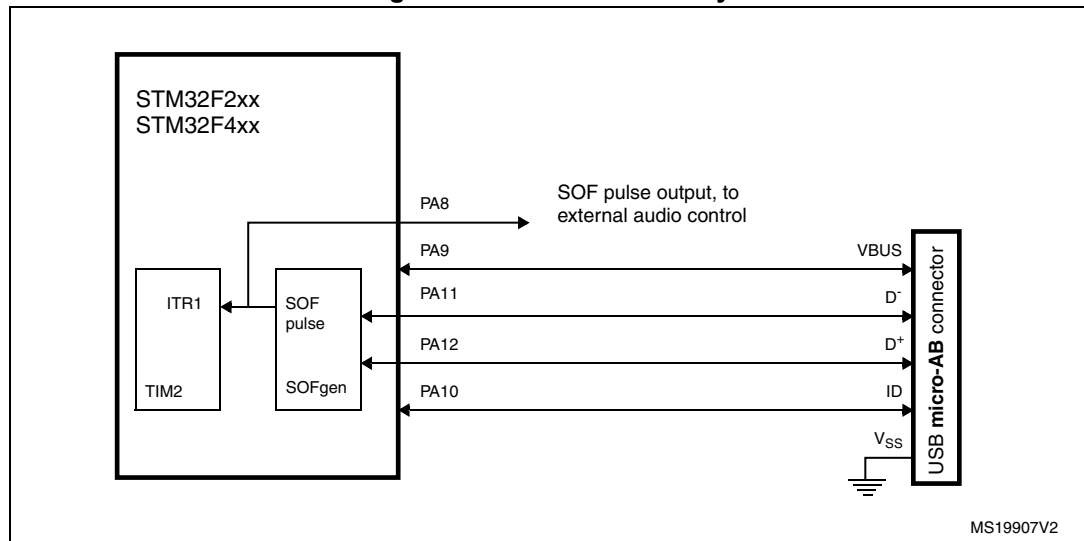 STM32F2xx
STM32F4xx
PA8
SOF pulse output, to
external audio control
PA9
VBUS
PA11
D-
PA12
D+
PA10
ID
VSS
ITR1
TIM2
SOF
pulse
SOFgen
USB micro-AB connector
MS19907V2